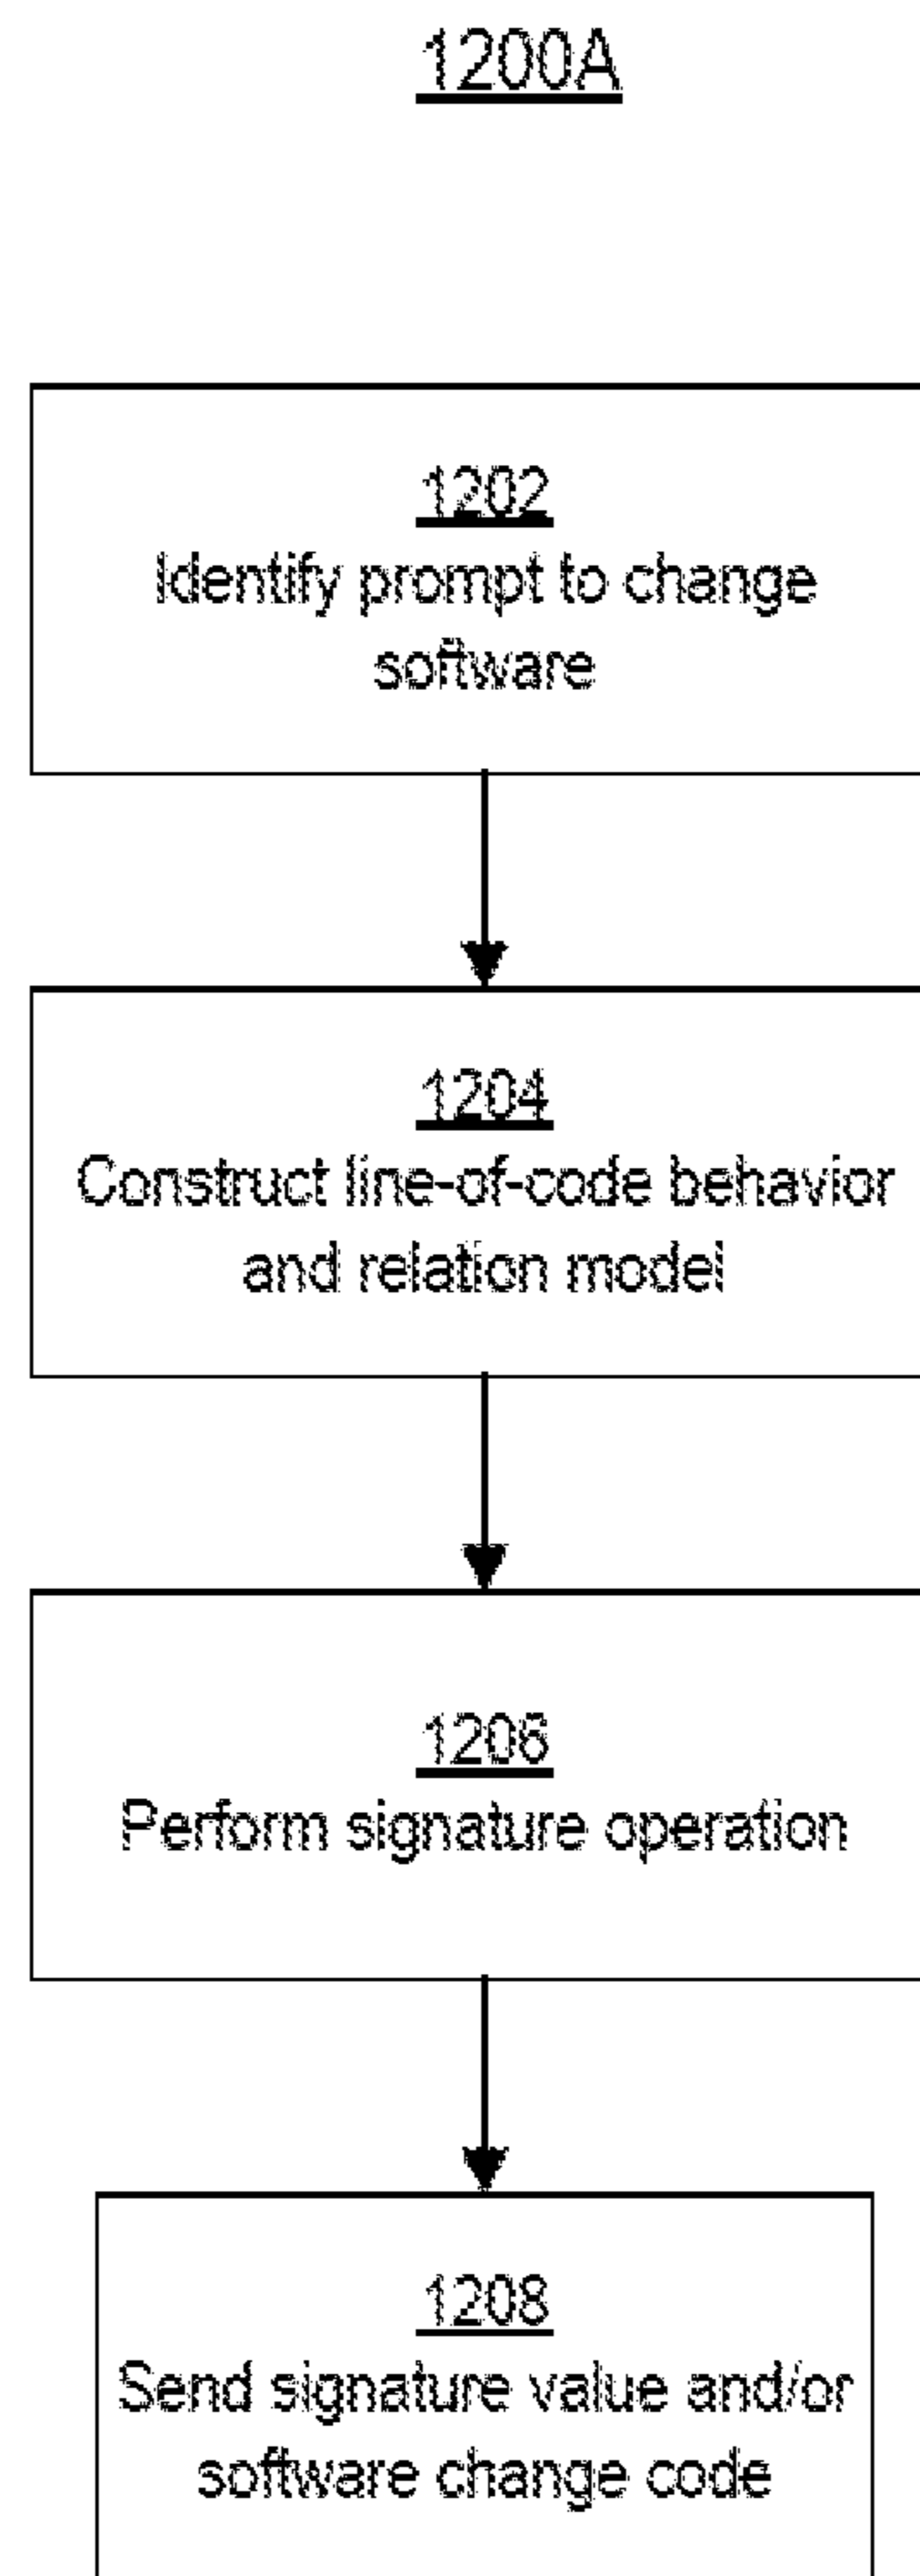 1200A
1202
Identify prompt to change
software
1204
Construct line-of-code behavior
and relation model
1206
Perform signature operation
1208
Send signature value and/or
software change code